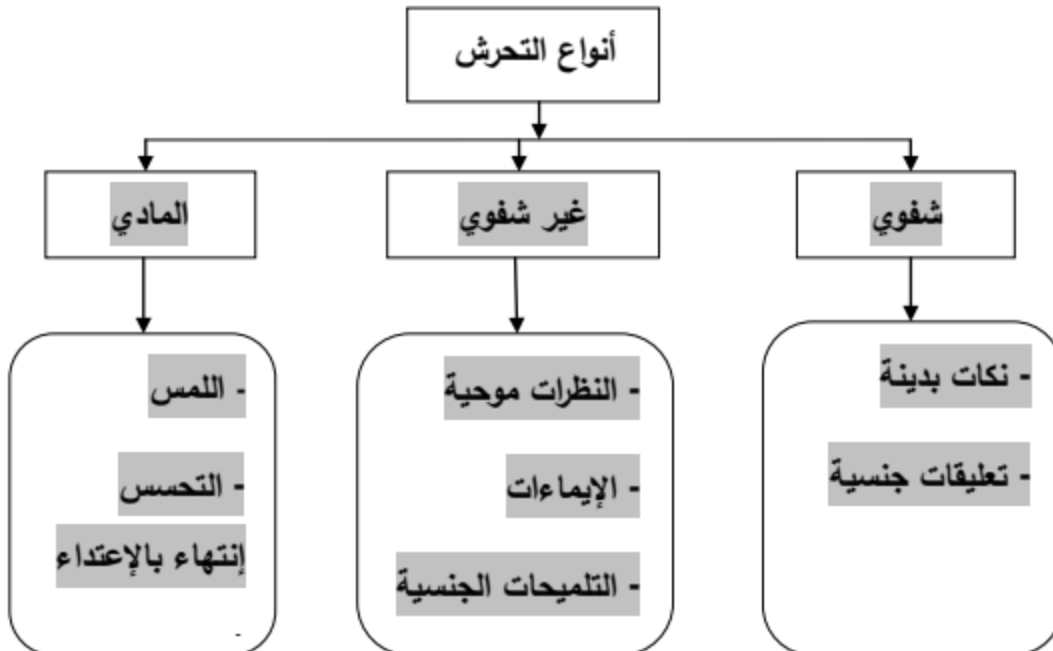 أنواع التحرش
شفوي
غير شفوي
المادي
- نكات بدينة
- تعليقات جنسية
- النظرات موحية
- الإيماءات
- التلميحات الجنسية
- اللمس
- التحسس
إنتهاء بالإعتداء
-